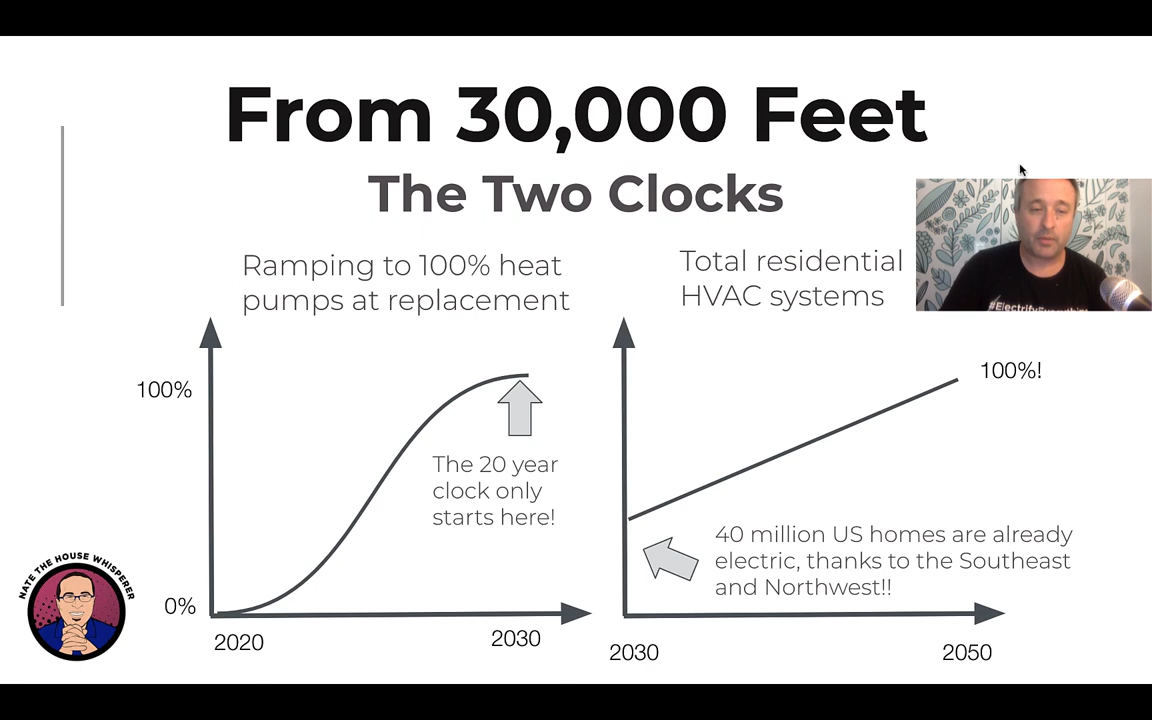 From 30,000 Feet
The Two Clocks
Ramping to 100% heat
pumps at replacement
100%
The 20 year
clock only
starts here!
0%
2020
2030
Total residential
HVAC systems
100%!
40 million US homes are already
electric, thanks to the Southeast
and Northwest!!
2030
2050
#ElectrifyEverything
NATE THE HOUSE WHISPERER